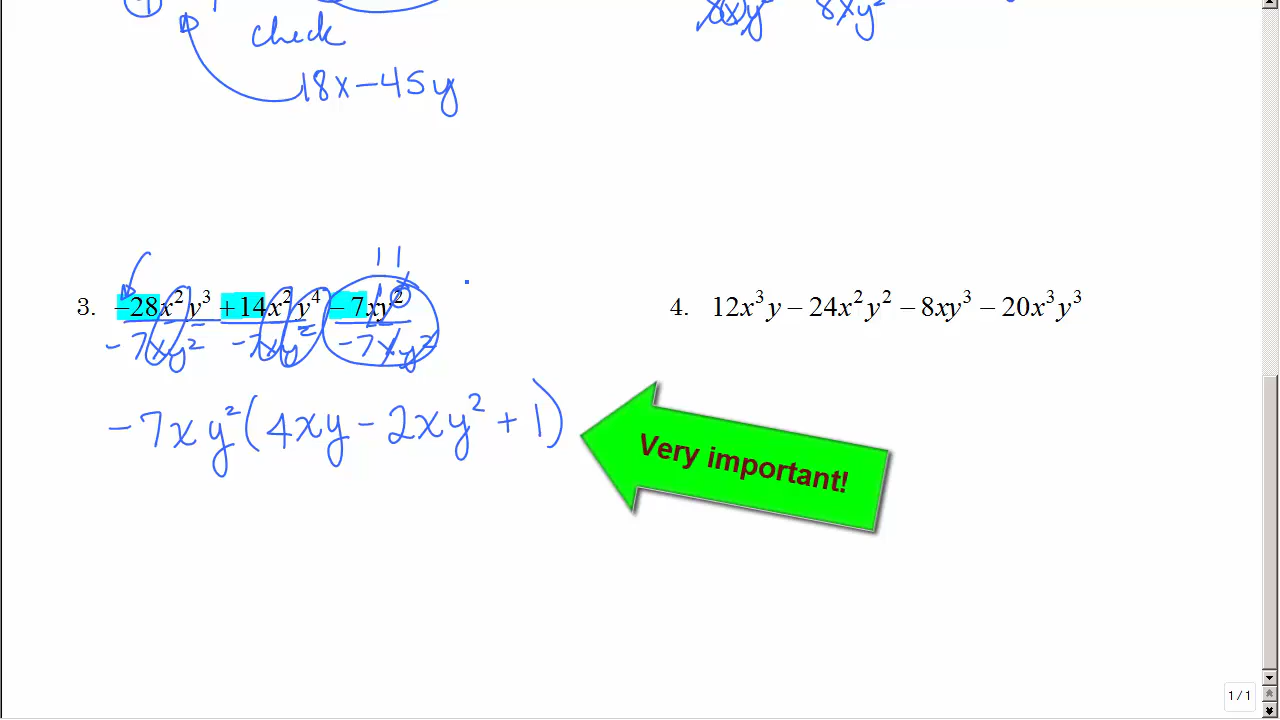 8xy²
check
18x − 45y
3. −28x²y³ + 14x²y⁴ − 7xy²
−7xy² −7xy² −7xy²
−7xy²(4xy − 2xy² + 1)
Very important!
4. 12x³y − 24x²y² − 8xy³ − 20x³y³
1 / 1